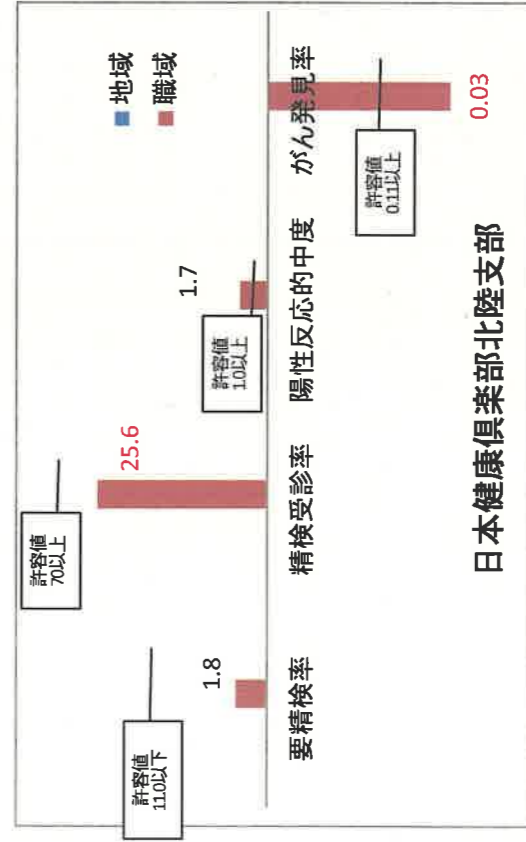 許容値
70以上
地域
職域
許容値
11.0以下
25.6
許容値
1.0以上
1.7
1.8
要精検率
精検受診率
陽性反応的中度
がん発見率
許容値
0.11以上
0.03
日本健康倶楽部北陸支部